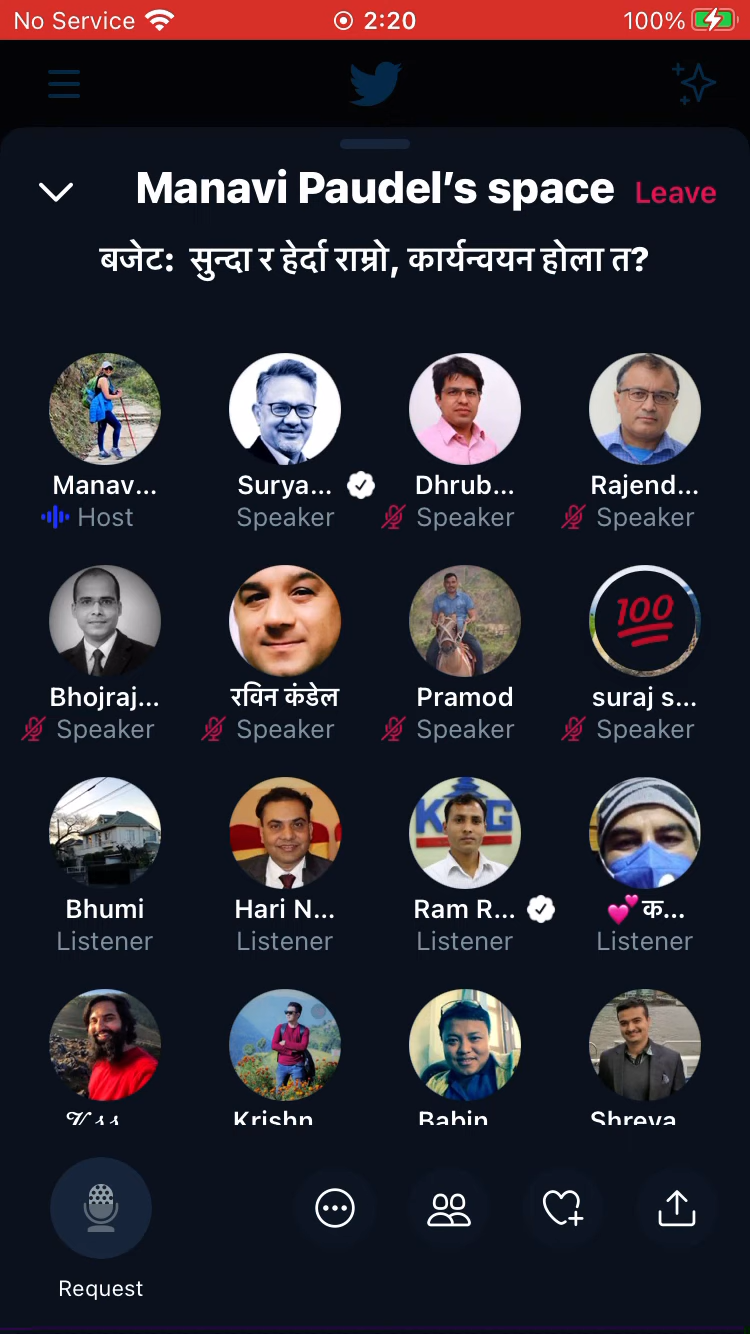 No Service 2:20 100%
Manavi Paudel’s space Leave
बजेट: सुन्दा र हेर्दा राम्रो, कार्यन्वयन होला त?
Manav... Surya... Dhrub... Rajend...
Host Speaker Speaker Speaker
100
Bhojraj... रविन कंडेल Pramod suraj s...
Speaker Speaker Speaker Speaker
Bhumi Hari N... Ram R... 💕 क...
Listener Listener Listener Listener
Krishn Babin Shreya
Request